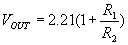 V_OUT = 2.21(1 + R_1/R_2)